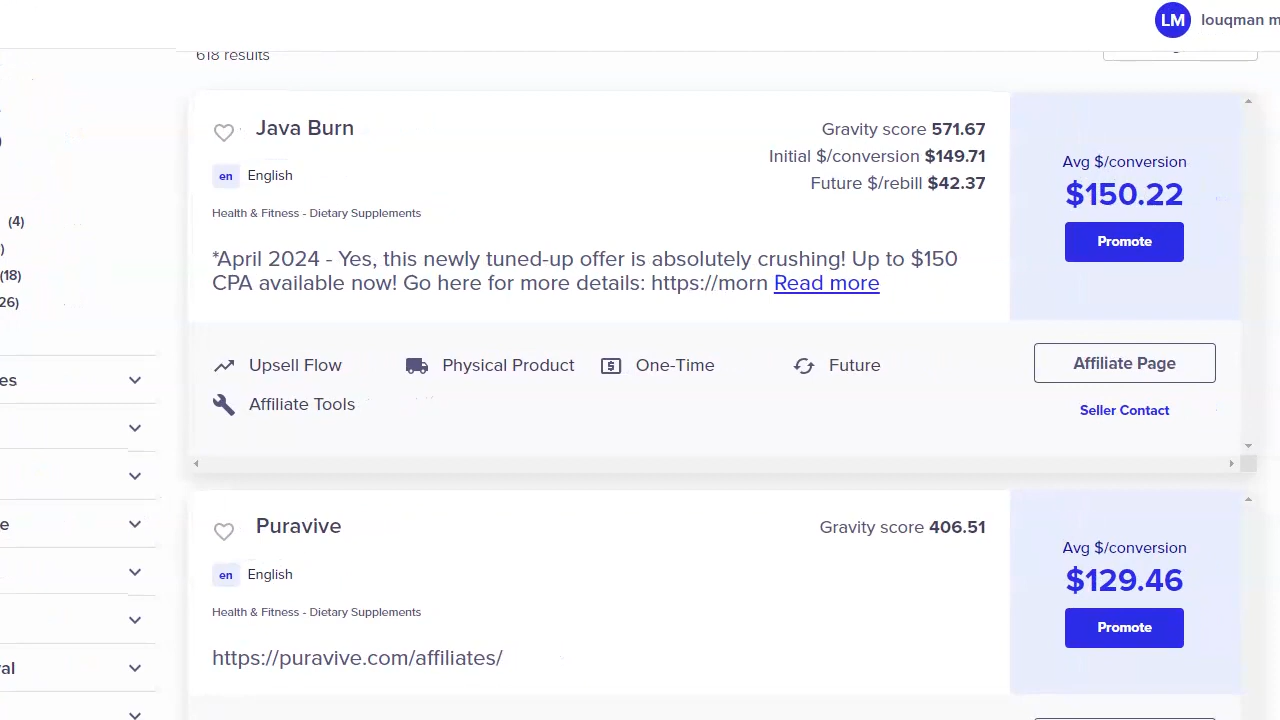 LM louqman m
618 results
Java Burn
Gravity score 571.67
Initial $/conversion $149.71
Future $/rebill $42.37
Avg $/conversion
$150.22
Promote
en English
Health & Fitness - Dietary Supplements
*April 2024 - Yes, this newly tuned-up offer is absolutely crushing! Up to $150
CPA available now! Go here for more details: https://morn Read more
(4)
(18)
26)
Upsell Flow Physical Product One-Time Future
Affiliate Tools
Affiliate Page
Seller Contact
es
e
al
Puravive
Gravity score 406.51
Avg $/conversion
$129.46
Promote
en English
Health & Fitness - Dietary Supplements
https://puravive.com/affiliates/